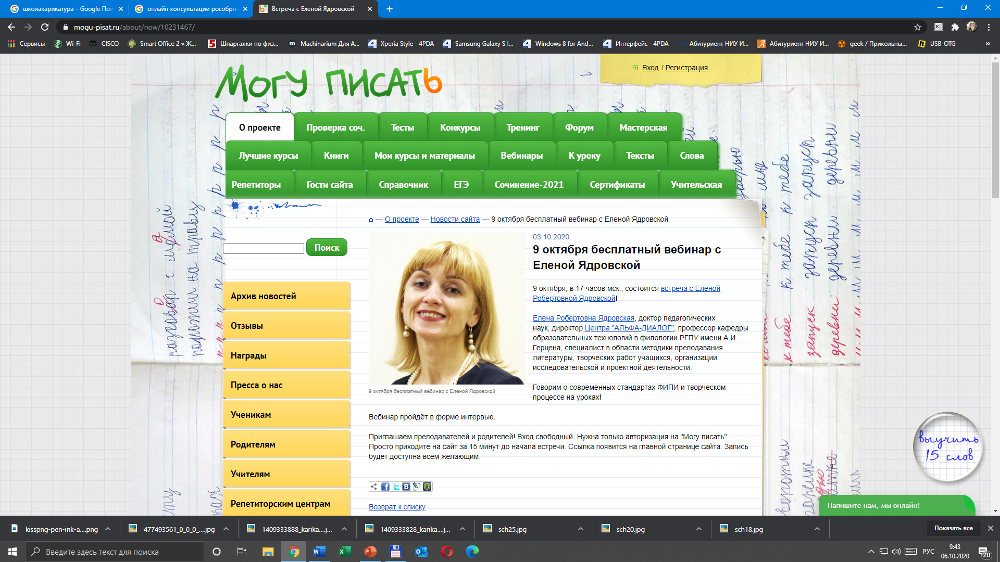 школакарикатура – Google Пои
онлайн консультации рособрна
Встреча с Еленой Ядровской
mogu-pisat.ru/about/now/10231467/
Сервисы
Wi-Fi
CISCO
Smart Office 2 » Ж...
Шпаргалки по физ...
Machinarium Для А...
Xperia Style - 4PDA
Samsung Galaxy S I...
Windows 8 for And...
Интерфейс - 4PDA
Абитуриент НИУ И...
Абитуриент НИУ И...
geek / Прикольны...
USB-OTG
Могу писать
Вход / Регистрация
О проекте
Проверка соч.
Тесты
Конкурсы
Тренинг
Форум
Мастерская
Лучшие курсы
Книги
Мои курсы и материалы
Вебинары
К уроку
Тексты
Слова
Репетиторы
Гости сайта
Справочник
ЕГЭ
Сочинение-2021
Сертификаты
Учительская
— О проекте — Новости сайта — 9 октября бесплатный вебинар с Еленой Ядровской
Поиск
Архив новостей
Отзывы
Награды
Пресса о нас
Ученикам
Родителям
Учителям
Репетиторским центрам
03.10.2020
9 октября бесплатный вебинар с
Еленой Ядровской
9 октября, в 17 часов мск., состоится встреча с Еленой
Робертовной Ядровской!
Елена Робертовна Ядровская, доктор педагогических
наук, директор Центра "АЛЬФА-ДИАЛОГ", профессор кафедры
образовательных технологий в филологии РГПУ имени А.И.
Герцена, специалист в области методики преподавания
литературы, творческих работ учащихся, организации
исследовательской и проектной деятельности.
Говорим о современных стандартах ФИПИ и творческом
процессе на уроках!
9 октября бесплатный вебинар с Еленой Ядровской
Вебинар пройдёт в форме интервью.
Приглашаем преподавателей и родителей! Вход свободный. Нужна только авторизация на "Могу писать".
Просто приходите на сайт за 15 минут до начала встречи. Ссылка появится на главной странице сайта. Запись
будет доступна всем желающим.
Возврат к списку
к тебе к тебе
запуск запуск
деревни деревни
к тебе
запуск
деревни
выучить
15 слов
Напишите нам, мы онлайн!
kisspng-pen-ink-a....png
477493561_0_0_0_....jpg
1409333888_karika....j...
1409333828_karika....j...
sch25.jpg
sch20.jpg
sch18.jpg
Показать все
Введите здесь текст для поиска
РУС
9:43
06.10.2020
20